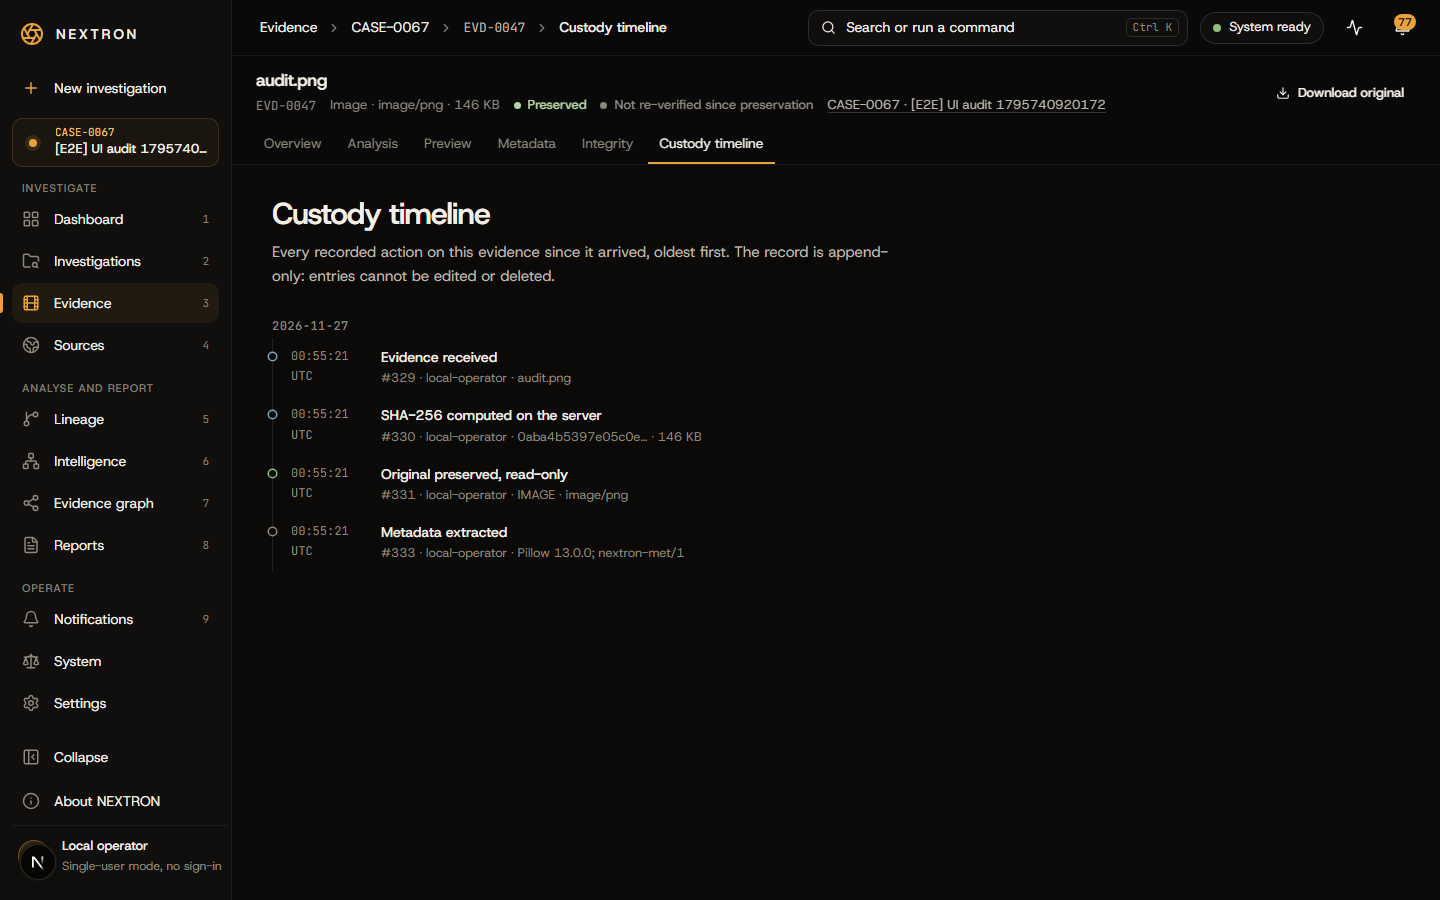 NEXTRON
New investigation
CASE-0067
[E2E] UI audit 1795740...
INVESTIGATE
Dashboard 1
Investigations 2
Evidence 3
Sources 4
ANALYSE AND REPORT
Lineage 5
Intelligence 6
Evidence graph 7
Reports 8
OPERATE
Notifications 9
System
Settings
Collapse
About NEXTRON
N
Local operator
Single-user mode, no sign-in
Evidence > CASE-0067 > EVD-0047 > Custody timeline
Search or run a command Ctrl K
System ready
77
audit.png
EVD-0047 Image · image/png · 146 KB Preserved Not re-verified since preservation CASE-0067 · [E2E] UI audit 1795740920172
Download original
Overview Analysis Preview Metadata Integrity Custody timeline
Custody timeline
Every recorded action on this evidence since it arrived, oldest first. The record is append-
only: entries cannot be edited or deleted.
2026-11-27
00:55:21 UTC
Evidence received
#329 · local-operator · audit.png
00:55:21 UTC
SHA-256 computed on the server
#330 · local-operator · 0aba4b5397e05c0e… · 146 KB
00:55:21 UTC
Original preserved, read-only
#331 · local-operator · IMAGE · image/png
00:55:21 UTC
Metadata extracted
#333 · local-operator · Pillow 13.0.0; nextron-met/1